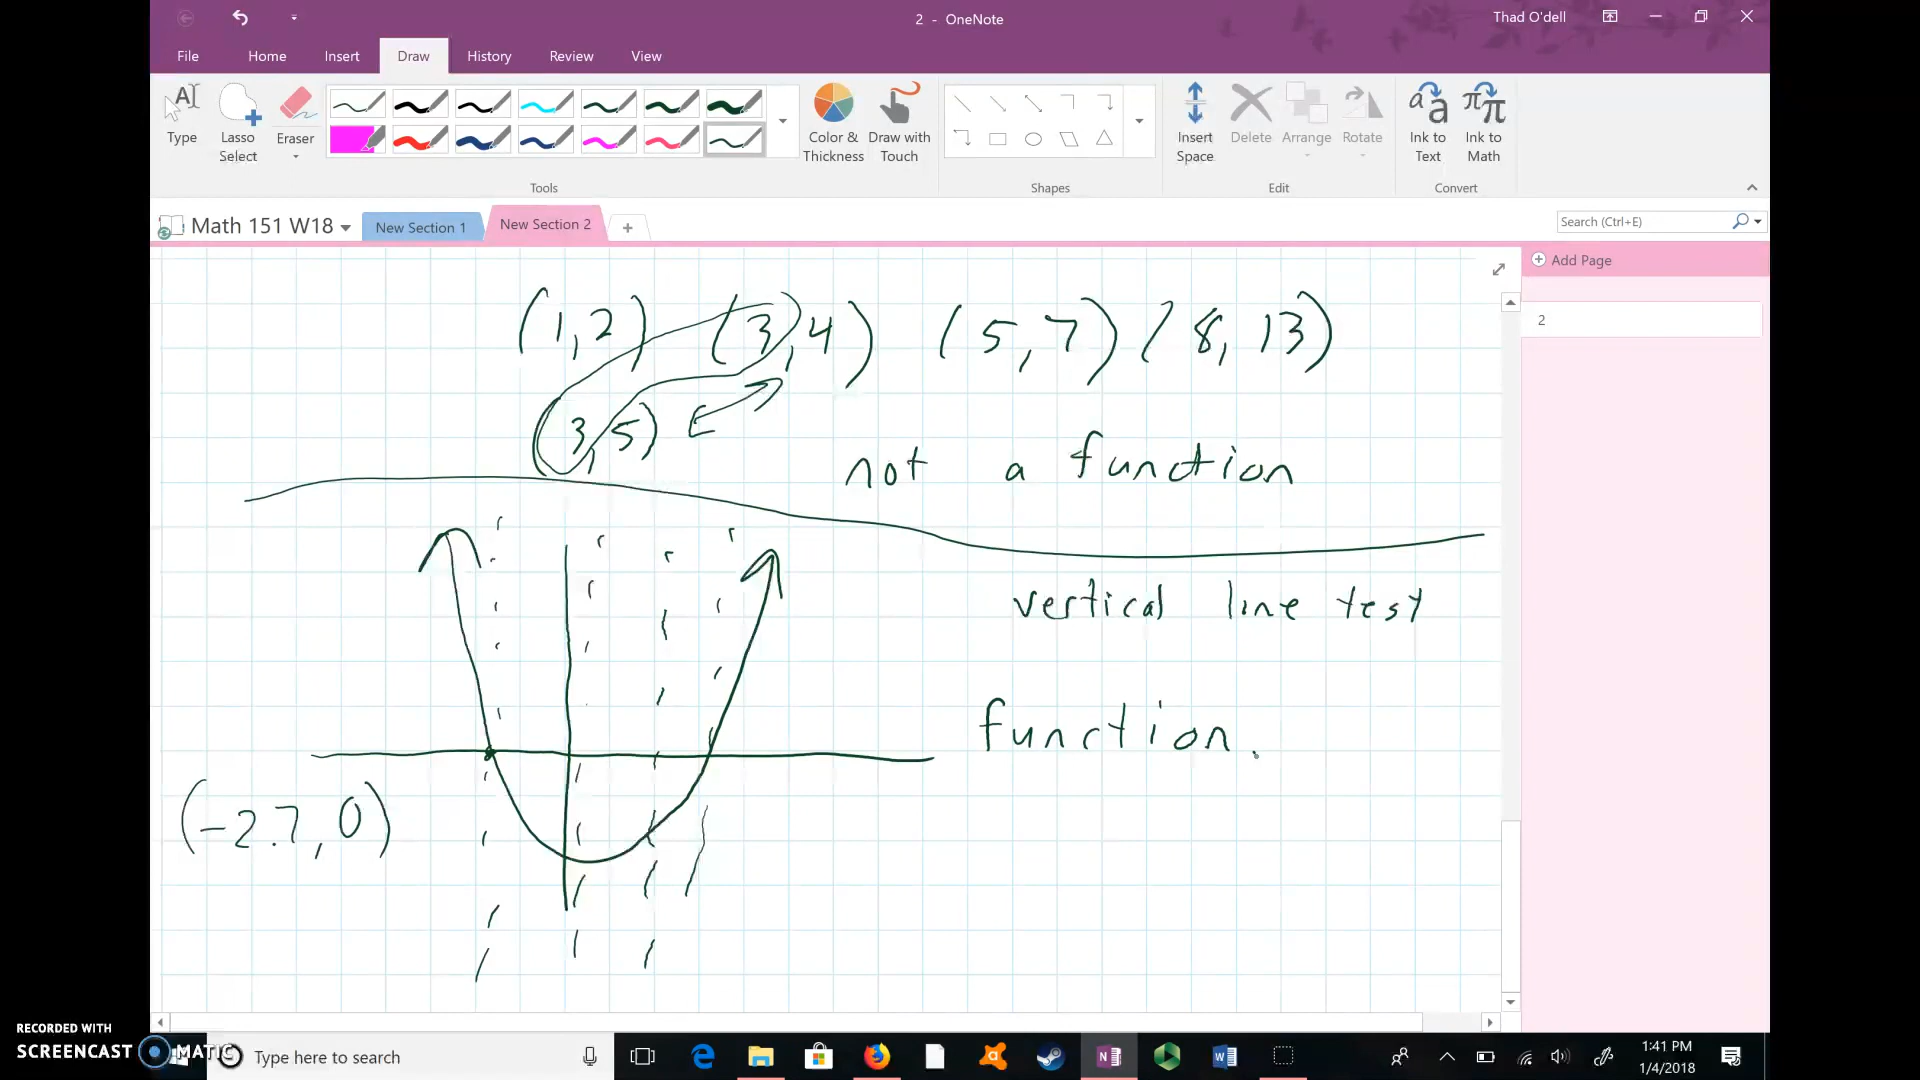 2 - OneNote
Thad O'dell
File Home Insert Draw History Review View
Type
Lasso Select
Eraser
Color & Thickness
Draw with Touch
Insert Space
Delete
Arrange
Rotate
Ink to Text
Ink to Math
Tools
Shapes
Edit
Convert
Math 151 W18
New Section 1
New Section 2
Search (Ctrl+E)
Add Page
2
(1,2) (3,4) (5,7) (8,13)
(3,5)
not a function
vertical line test
function.
(-2.7, 0)
RECORDED WITH
SCREENCAST MATIC
Type here to search
1:41 PM
1/4/2018